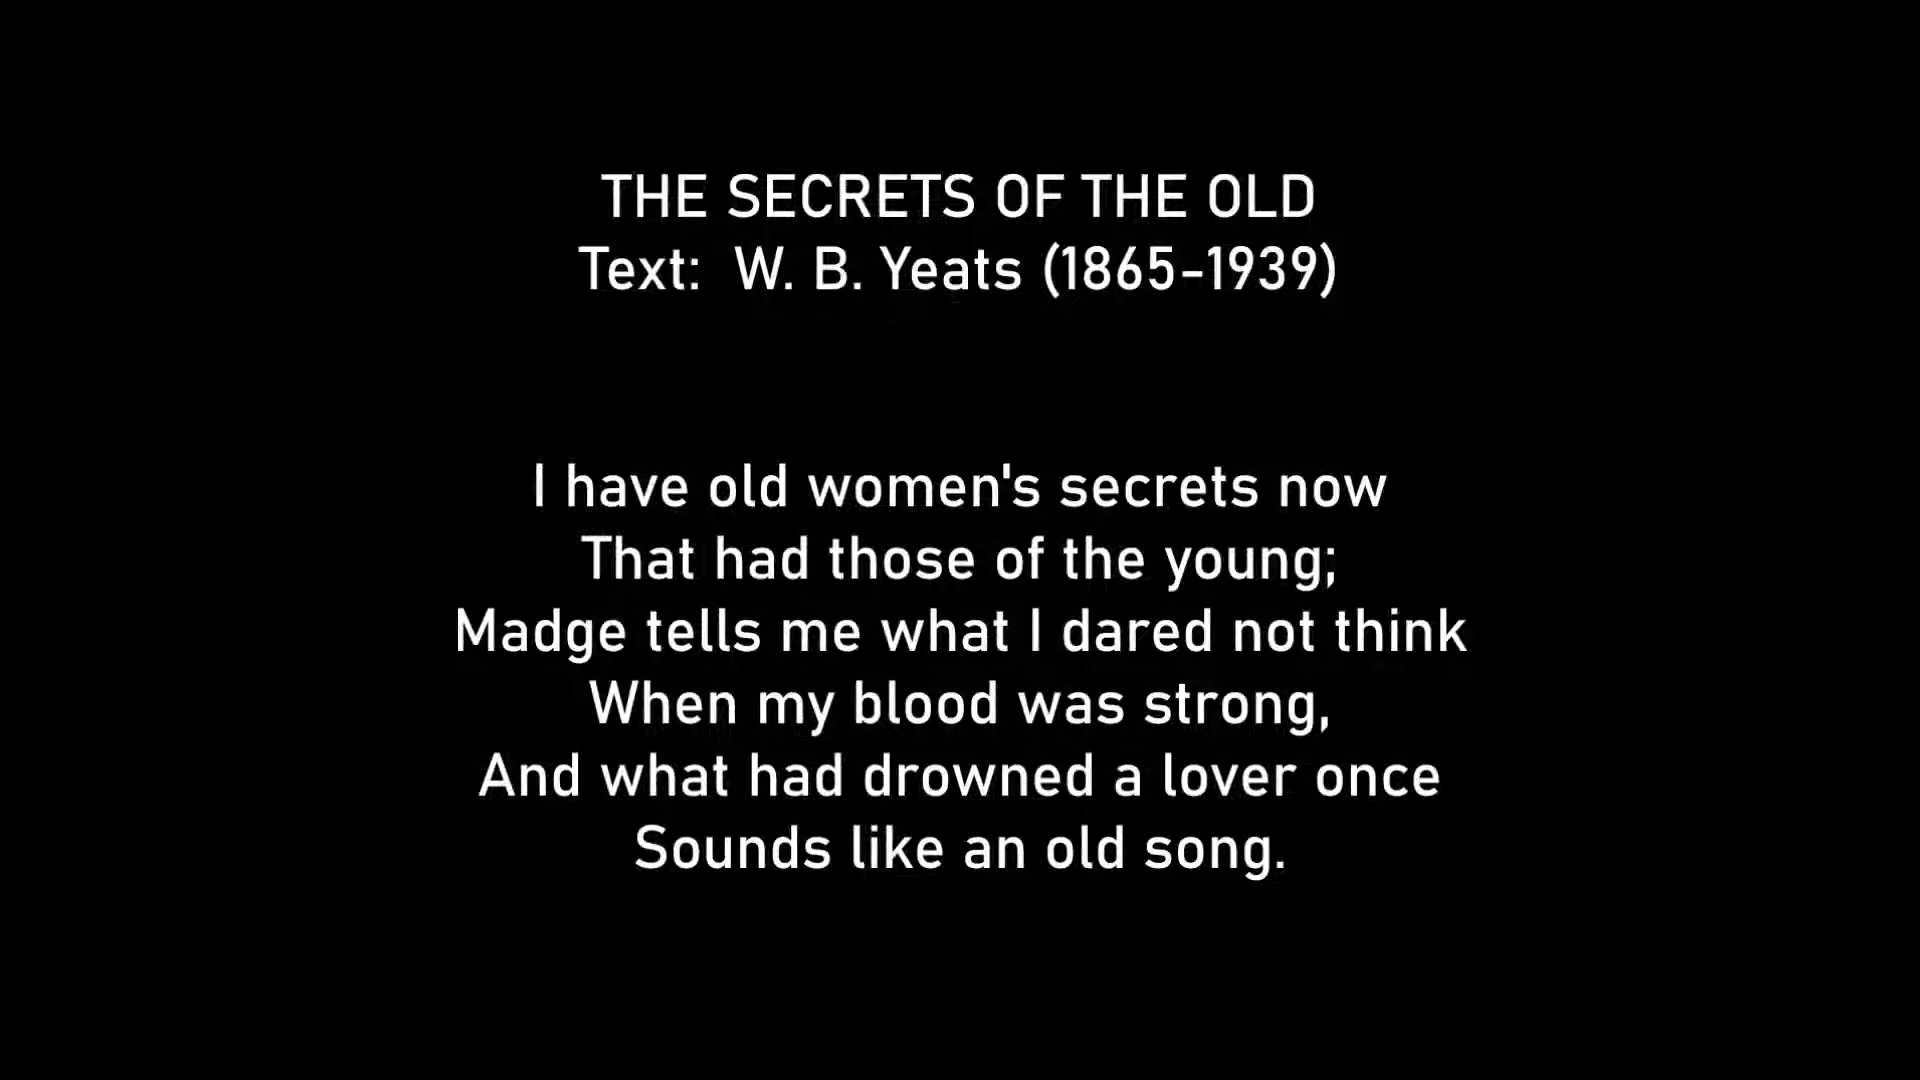 THE SECRETS OF THE OLD
Text:  W. B. Yeats (1865-1939)
I have old women's secrets now
That had those of the young;
Madge tells me what I dared not think
When my blood was strong,
And what had drowned a lover once
Sounds like an old song.